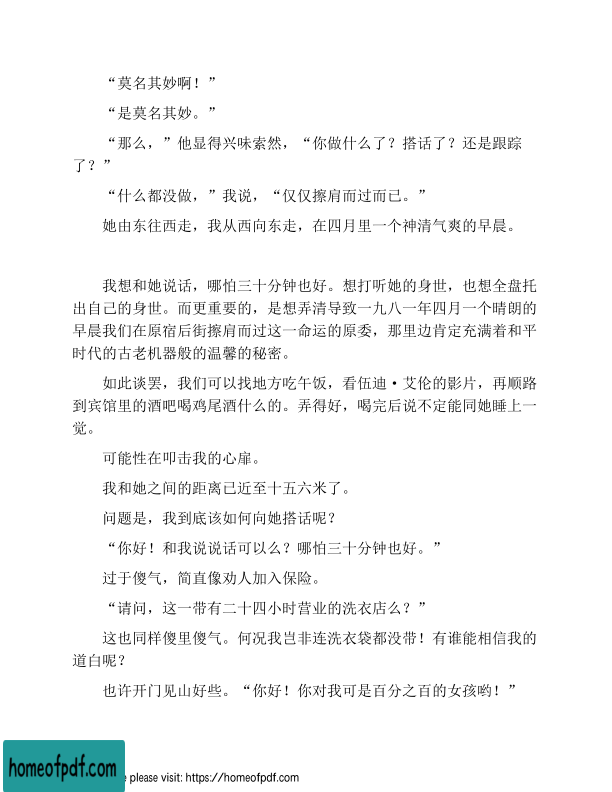 “莫名其妙啊！”
“是莫名其妙。”
“那么，”他显得兴味索然，“你做什么了？搭话了？还是跟踪
了？”
“什么都没做，”我说，“仅仅擦肩而过而已。”
她由东往西走，我从西向东走，在四月里一个神清气爽的早晨。
我想和她说话，哪怕三十分钟也好。想打听她的身世，也想全盘托
出自己的身世。而更重要的，是想弄清导致一九八一年四月一个晴朗的
早晨我们在原宿后街擦肩而过这一命运的原委，那里边肯定充满着和平
时代的古老机器般的温馨的秘密。
如此谈罢，我们可以找地方吃午饭，看伍迪·艾伦的影片，再顺路
到宾馆里的酒吧喝鸡尾酒什么的。弄得好，喝完后说不定能同她睡上一
觉。
可能性在叩击我的心扉。
我和她之间的距离已近至十五六米了。
问题是，我到底该如何向她搭话呢？
“你好！和我说说话可以么？哪怕三十分钟也好。”
过于傻气，简直像劝人加入保险。
“请问，这一带有二十四小时营业的洗衣店么？”
这也同样傻里傻气。何况我岂非连洗衣袋都没带！有谁能相信我的
道白呢？
也许开门见山好些。“你好！你对我可是百分之百的女孩哟！”
homeofpdf.com
e please visit: https://homeofpdf.com